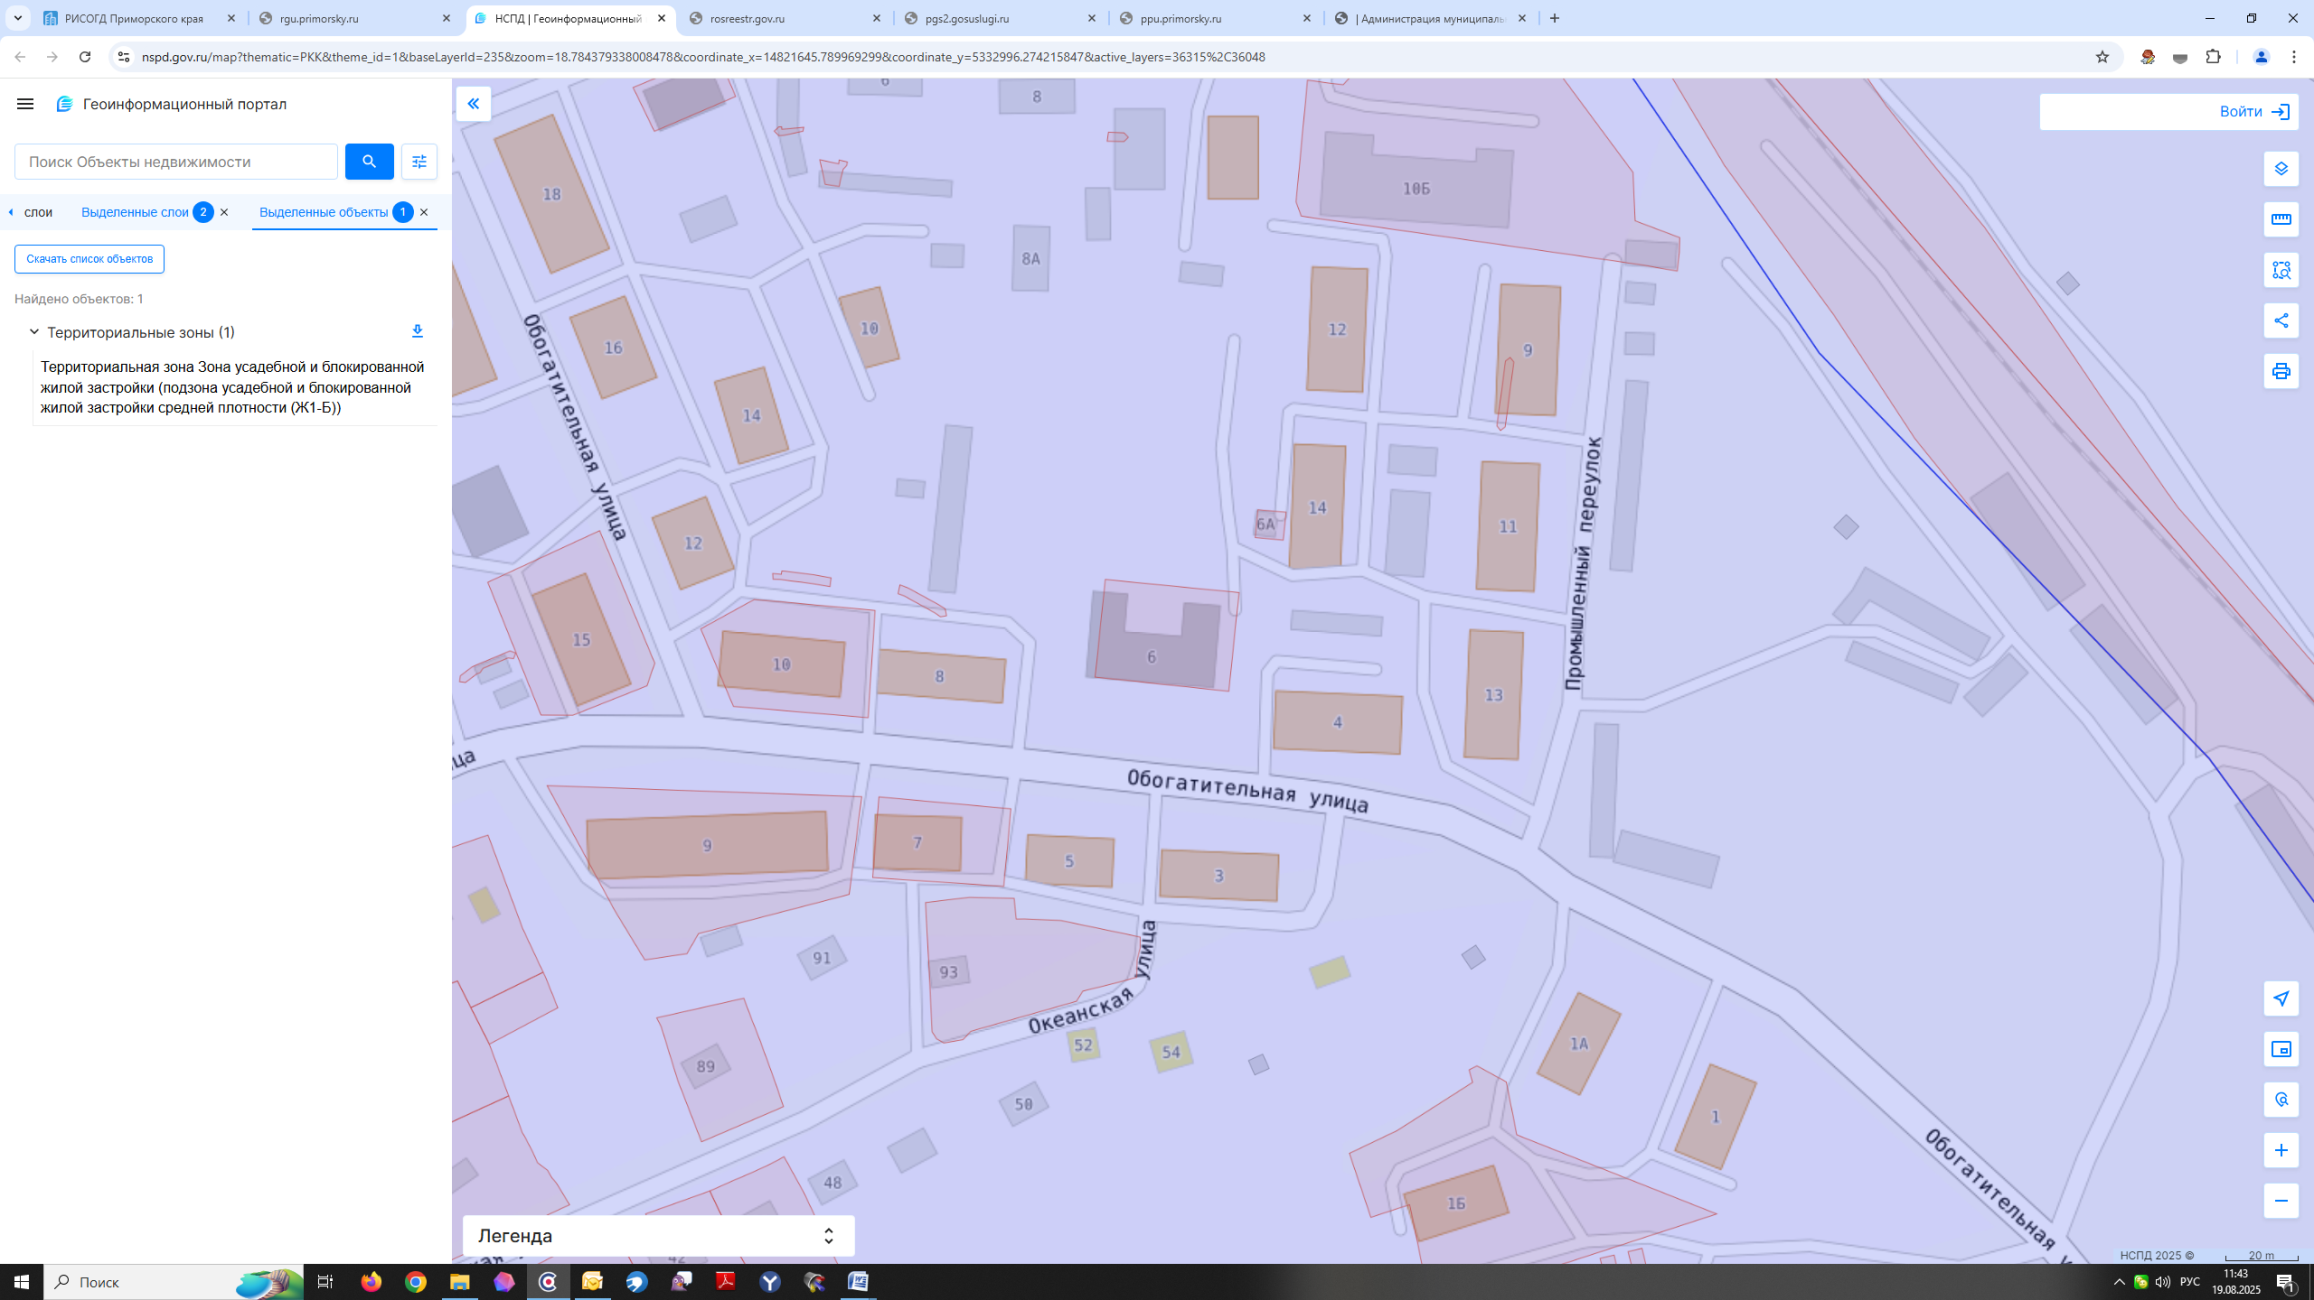 РИСОГД Приморского края
rgu.primorsky.ru
НСПД | Геоинформационный
rosreestr.gov.ru
pgs2.gosuslugi.ru
ppu.primorsky.ru
| Администрация муниципаль
nspd.gov.ru/map?thematic=PKK&theme_id=1&baseLayerId=235&zoom=18.784379338008478&coordinate_x=14821645.789969299&coordinate_y=5332996.274215847&active_layers=36315%2C36048
Геоинформационный портал
Войти
Поиск Объекты недвижимости
слои
Выделенные слои 2
Выделенные объекты 1
Скачать список объектов
Найдено объектов: 1
Территориальные зоны (1)
Территориальная зона Зона усадебной и блокированной
жилой застройки (подзона усадебной и блокированной
жилой застройки средней плотности (Ж1-Б))
6
8
18
10Б
8А
10
12
9
16
14
Обогатительная улица
14
6А
11
12
Промышленный переулок
15
10
8
6
13
4
ца
Обогатительная улица
9
7
5
3
91
93
Океанская улица
52
54
1А
89
50
1
48
1Б
Обогатительная
42
Легенда
НСПД 2025 ©
20 m
Поиск
РУС
11:43
19.08.2025
1